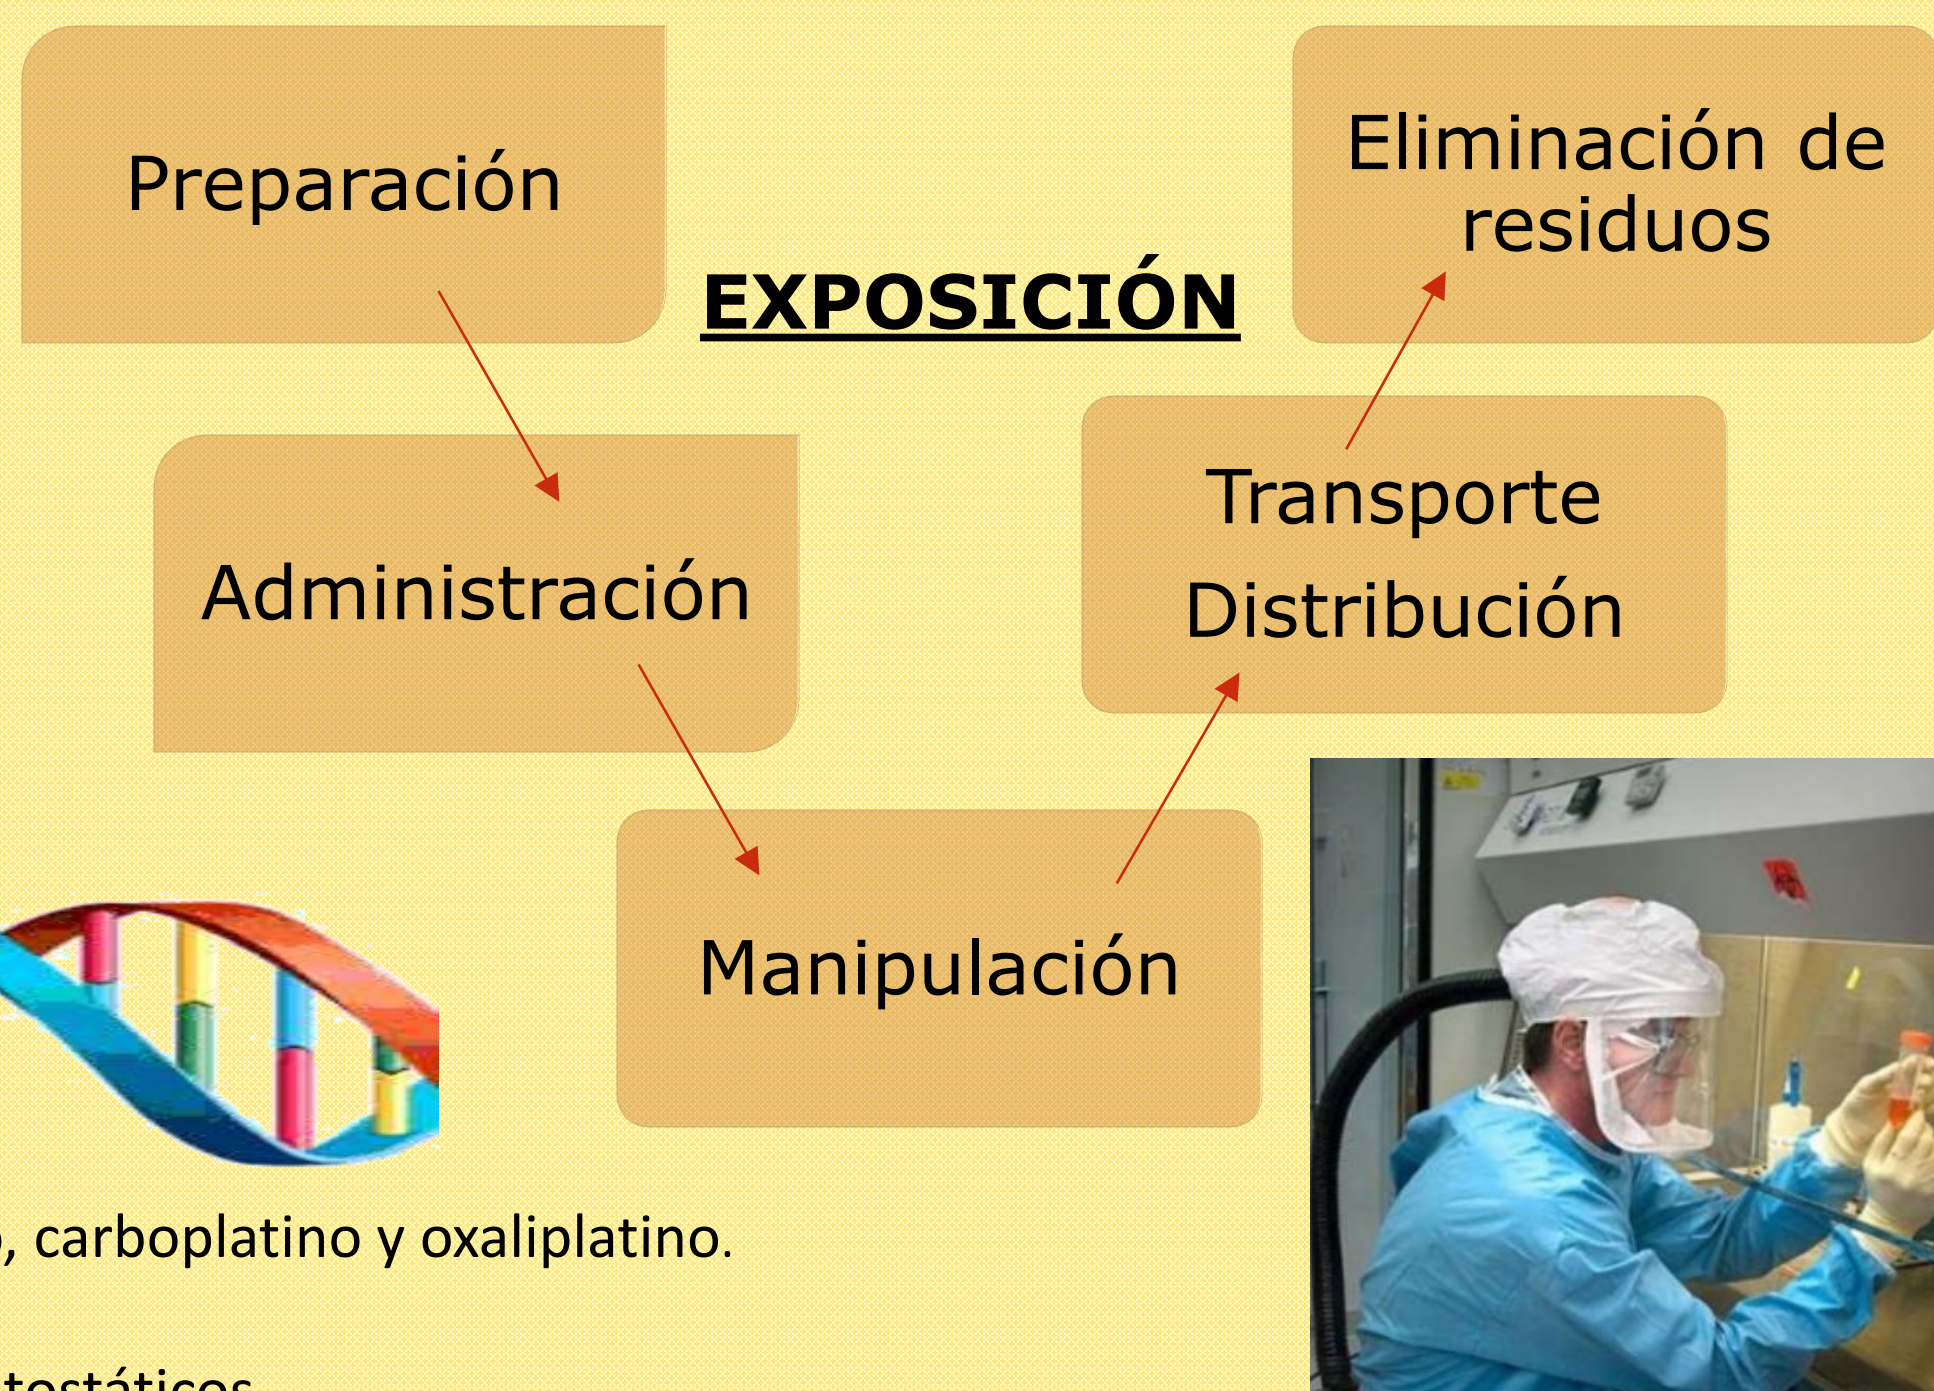 Preparación
Eliminación de
residuos
EXPOSICIÓN
Administración
Transporte
Distribución
Manipulación
, carboplatino y oxaliplatino.